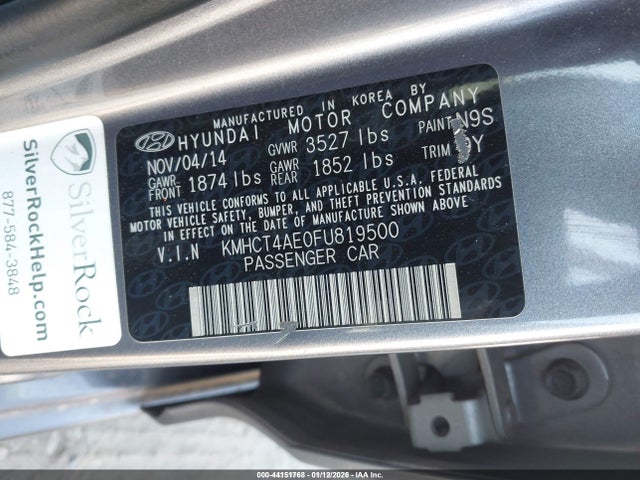 MANUFACTURED IN KOREA BY
HYUNDAI MOTOR COMPANY
NOV/04/14 GVWR 3527 lbs PAINT N9S
GAWR FRONT 1874 lbs GAWR REAR 1852 lbs TRIM Y
THIS VEHICLE CONFORMS TO ALL APPLICABLE U.S.A. FEDERAL
MOTOR VEHICLE SAFETY, BUMPER, AND THEFT PREVENTION STANDARDS
IN EFFECT ON THE DATE OF MANUFACTURE SHOWN ABOVE.
V.I.N KMHCT4AE0FU819500
PASSENGER CAR
SilverRock
SilverRockHelp.com
877-584-3848
000-44151768 - 01/12/2026 - IAA Inc.